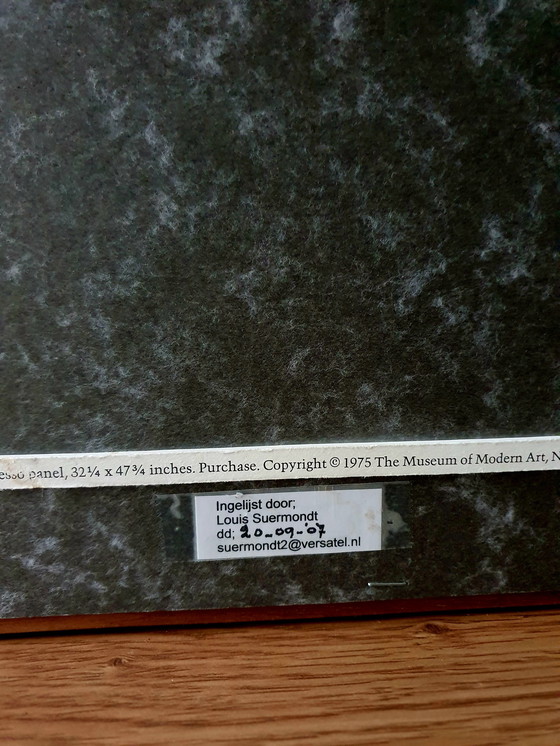 panel, 32¼ x 47¾ inches. Purchase. Copyright © 1975 The Museum of Modern Art, N
Ingelijst door;
Louis Suermondt
dd; 20-09-'07
suermondt2@versatel.nl